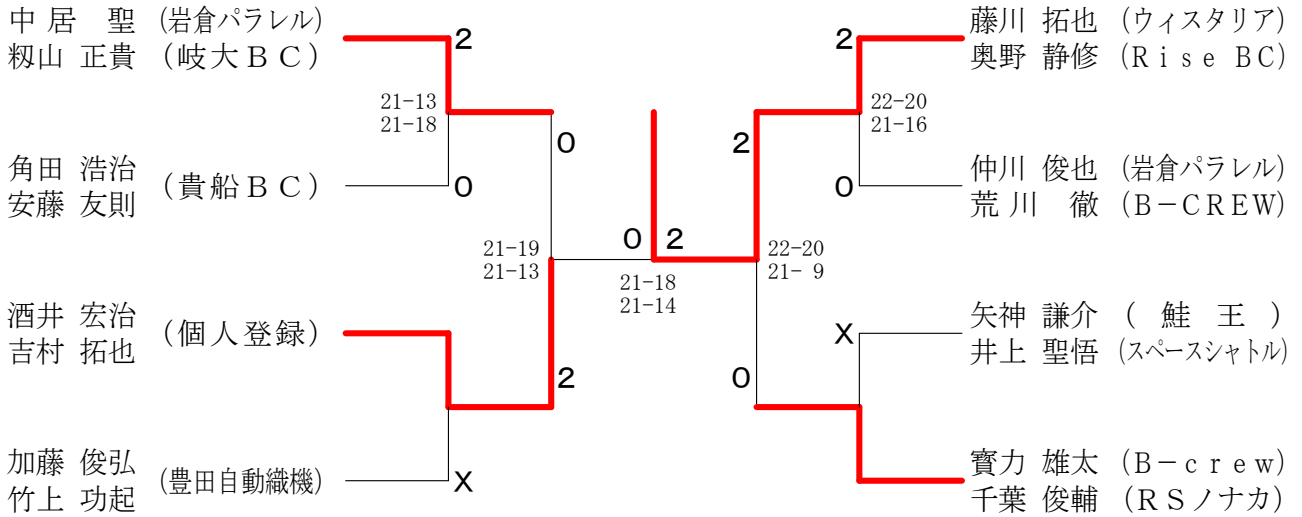 中居 聖 (岩倉パラレル)
籾山 正貴 (岐大BC)
2
21-13
21-18
0
角田 浩治
安藤 友則
(貴船BC)
0
21-19
21-13
酒井 宏治
吉村 拓也
(個人登録)
2
加藤 俊弘
竹上 功起
(豊田自動織機)
X
0 2
21-18
21-14
2 藤川 拓也 (ウィスタリア)
奥野 静修 (Rise BC)
22-20
21-16
2
0
仲川 俊也 (岩倉パラレル)
荒川 徹 (B-CREW)
22-20
21- 9
X
矢神 謙介 (鮭王)
井上 聖悟 (スペースシャトル)
0
寳力 雄太 (B-crew)
千葉 俊輔 (RSノナカ)